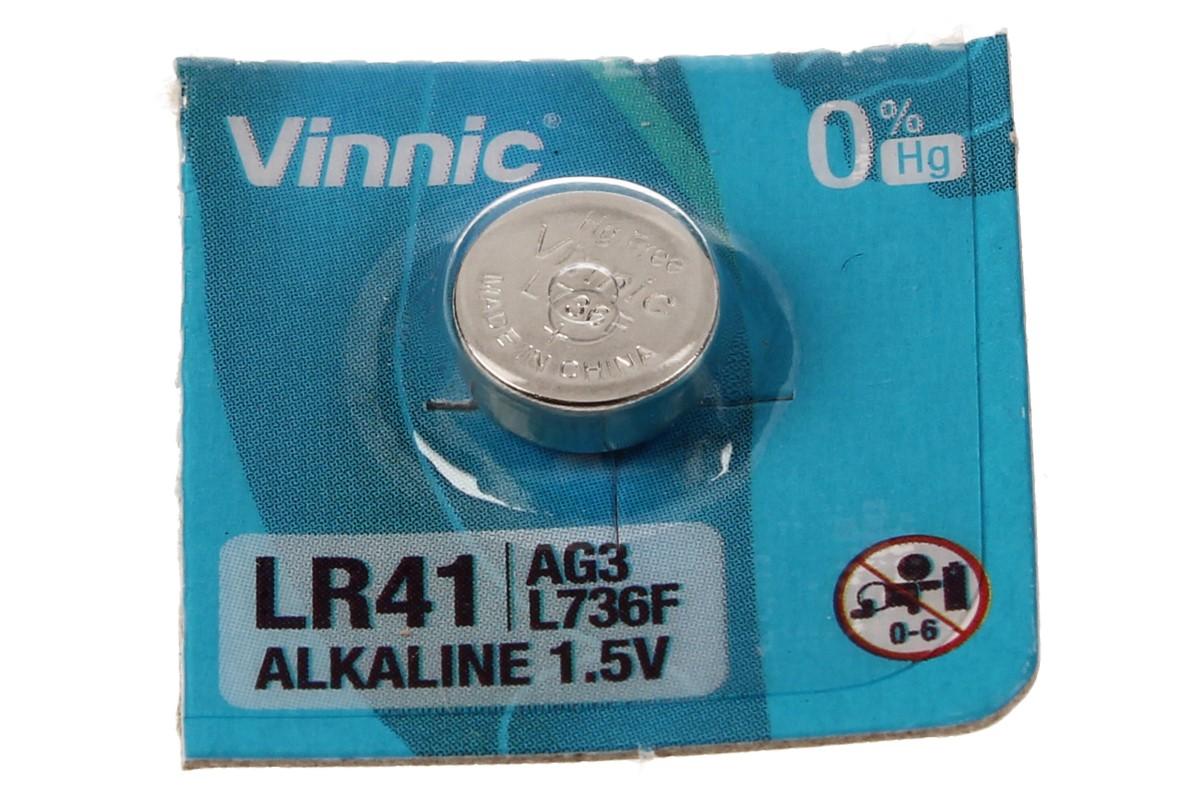 Vinnic®
0% Hg
Hg Free
Vinnic
MADE IN CHINA
LR41
AG3
L736F
ALKALINE 1.5V
0-6